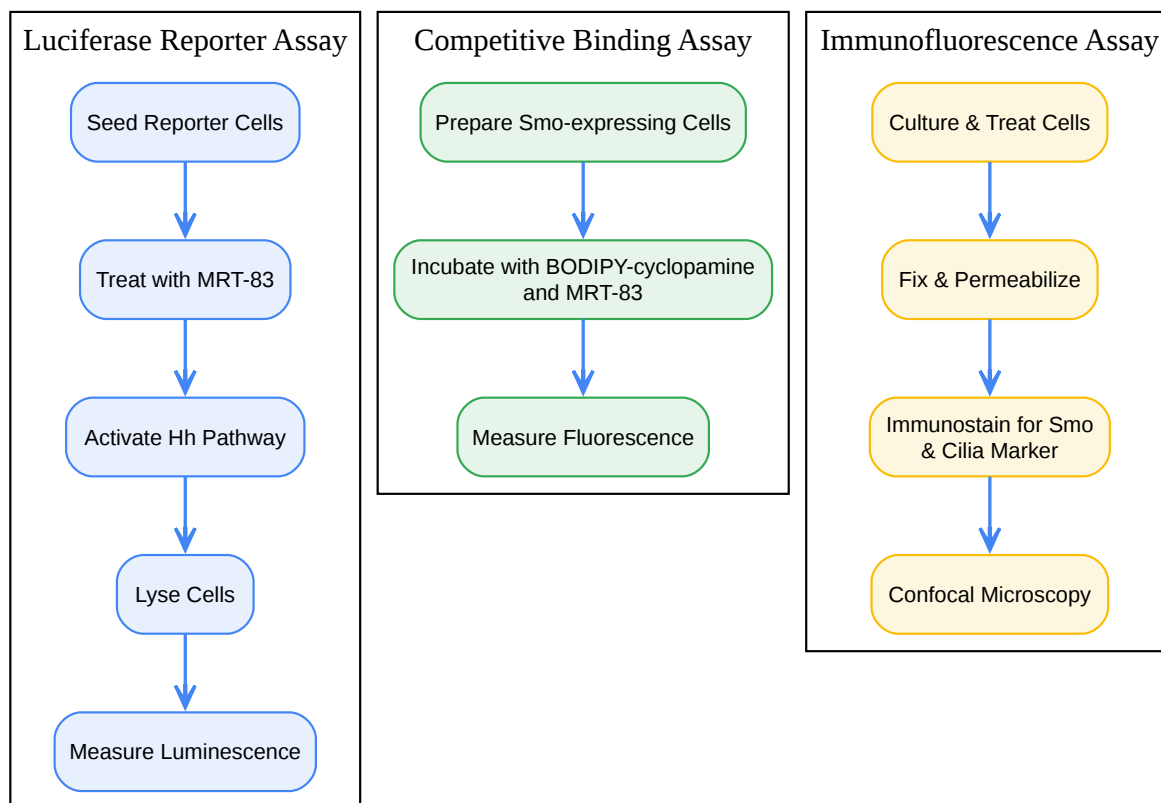 Luciferase Reporter Assay
Seed Reporter Cells
Treat with MRT-83
Activate Hh Pathway
Lyse Cells
Measure Luminescence
Competitive Binding Assay
Prepare Smo-expressing Cells
Incubate with BODIPY-cyclopamine
and MRT-83
Measure Fluorescence
Immunofluorescence Assay
Culture & Treat Cells
Fix & Permeabilize
Immunostain for Smo
& Cilia Marker
Confocal Microscopy